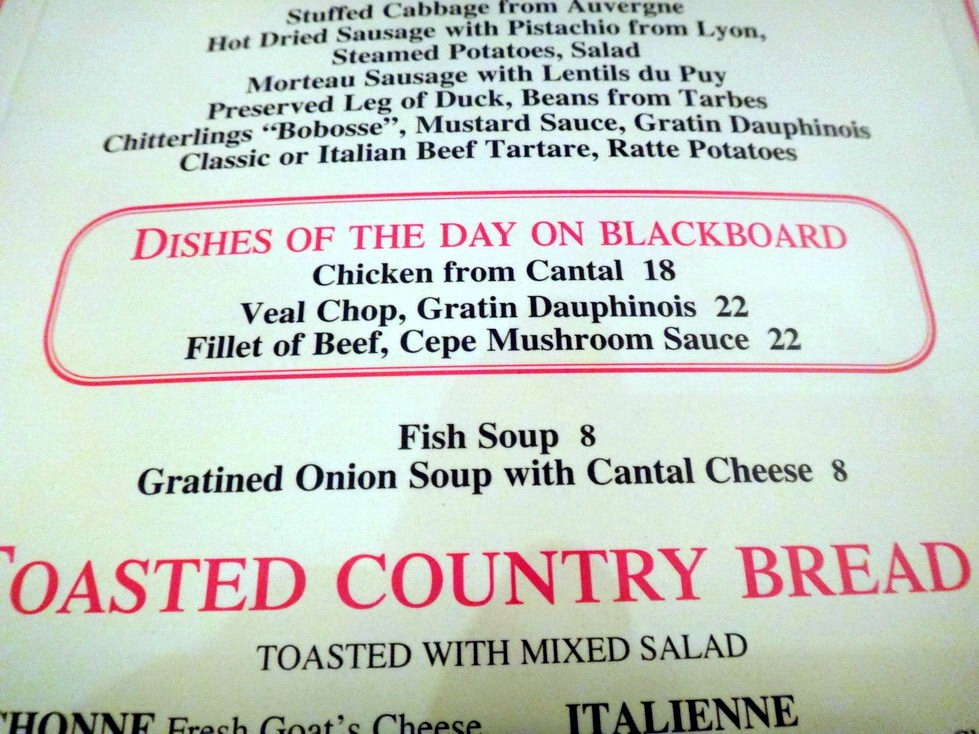 Stuffed Cabbage from Auvergne
Hot Dried Sausage with Pistachio from Lyon,
Steamed Potatoes, Salad
Morteau Sausage with Lentils du Puy
Preserved Leg of Duck, Beans from Tarbes
Chitterlings “Bobosse”, Mustard Sauce, Gratin Dauphinois
Classic or Italian Beef Tartare, Ratte Potatoes
DISHES OF THE DAY ON BLACKBOARD
Chicken from Cantal 18
Veal Chop, Gratin Dauphinois 22
Fillet of Beef, Cepe Mushroom Sauce 22
Fish Soup 8
Gratined Onion Soup with Cantal Cheese 8
TOASTED COUNTRY BREAD
TOASTED WITH MIXED SALAD
Fresh Goat's Cheese
ITALIENNE